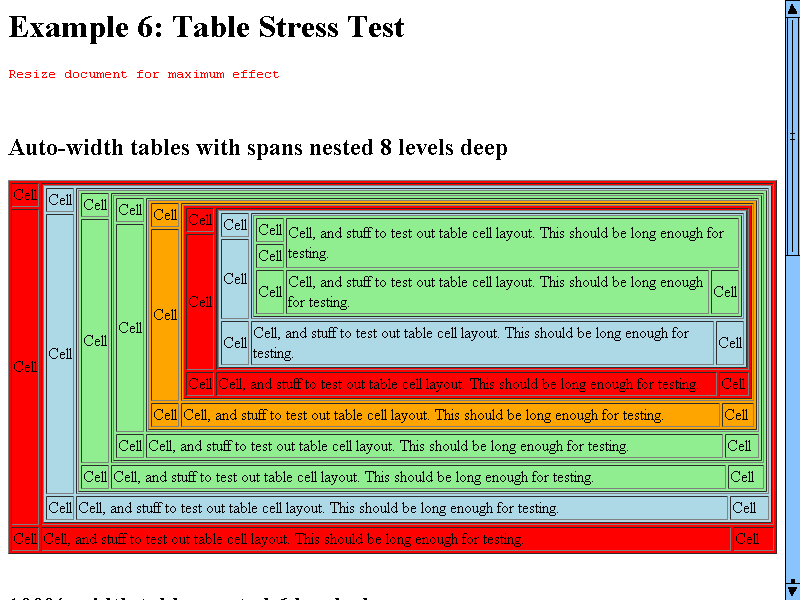 Example 6: Table Stress Test
Resize document for maximum effect
Auto-width tables with spans nested 8 levels deep
Cell Cell Cell Cell Cell Cell Cell Cell Cell, and stuff to test out table cell layout. This should be long enough for
Cell testing.
Cell Cell Cell Cell Cell Cell Cell Cell Cell, and stuff to test out table cell layout. This should be long enough Cell
for testing.
Cell Cell, and stuff to test out table cell layout. This should be long enough for Cell
testing.
Cell Cell, and stuff to test out table cell layout. This should be long enough for testing. Cell
Cell Cell, and stuff to test out table cell layout. This should be long enough for testing. Cell
Cell Cell, and stuff to test out table cell layout. This should be long enough for testing. Cell
Cell Cell, and stuff to test out table cell layout. This should be long enough for testing. Cell
Cell Cell, and stuff to test out table cell layout. This should be long enough for testing. Cell
Cell Cell, and stuff to test out table cell layout. This should be long enough for testing. Cell